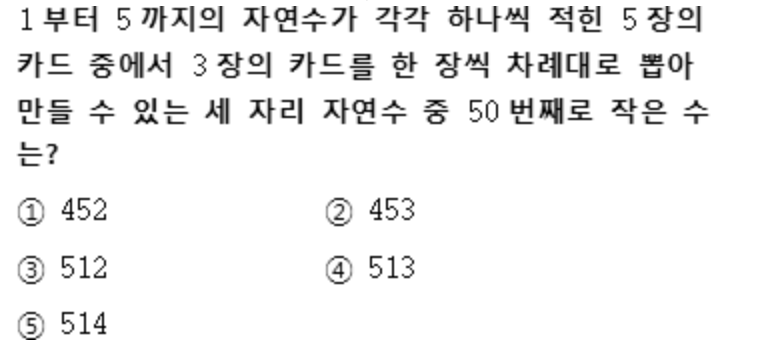 1부터 5까지의 자연수가 각각 하나씩 적힌 5장의
카드 중에서 3장의 카드를 한 장씩 차례대로 뽑아
만들 수 있는 세 자리 자연수 중 50번째로 작은 수
는?
① 452 ② 453
③ 512 ④ 513
⑤ 514